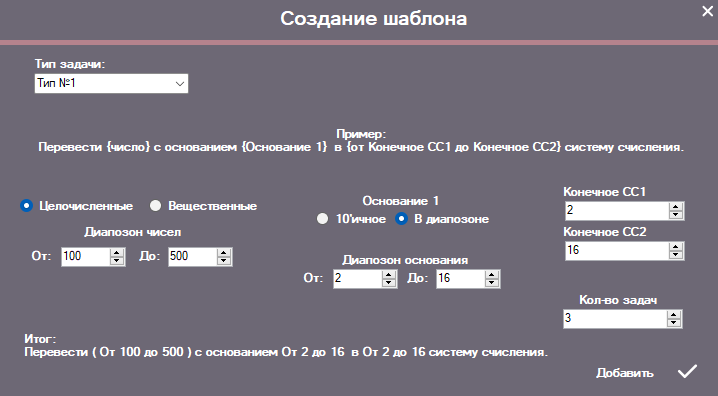 Создание шаблона
Тип задачи:
Тип №1
Пример:
Перевести {число} с основанием {Основание 1} в {от Конечное СС1 до Конечное СС2} систему счисления.
Целочисленные
Вещественные
Диапозон чисел
От: 100 До: 500
Основание 1
10'ичное
В диапозоне
Диапозон основания
От: 2 До: 16
Конечное СС1
2
Конечное СС2
16
Кол-во задач
3
Итог:
Перевести ( От 100 до 500 ) с основанием От 2 до 16 в От 2 до 16 систему счисления.
Добавить